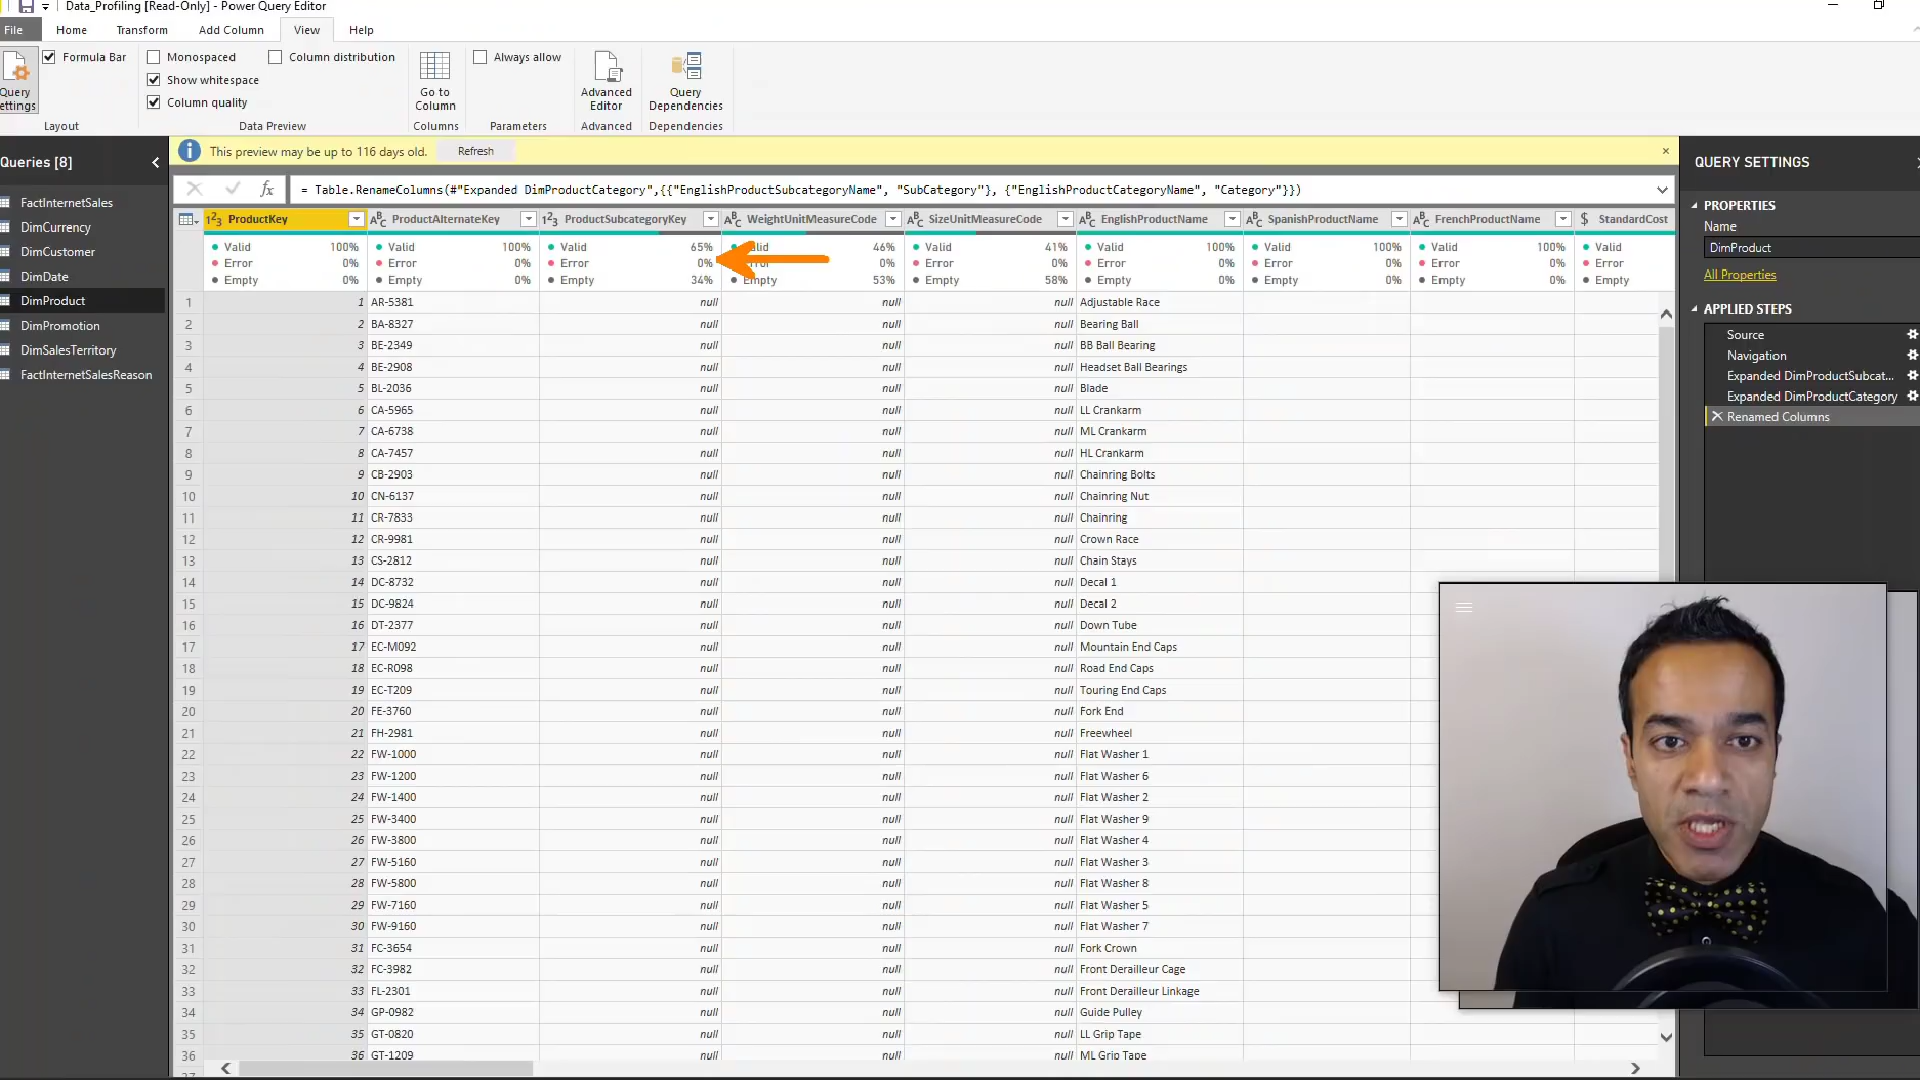 Data_Profiling [Read-Only] - Power Query Editor
File Home Transform Add Column View Help
Formula Bar Monospaced Column distribution Always allow
Show whitespace
Column quality
Query Settings Go to Column Advanced Editor Query Dependencies
Layout Data Preview Columns Parameters Advanced Dependencies
Queries [8]
This preview may be up to 116 days old. Refresh
QUERY SETTINGS
= Table.RenameColumns(#"Expanded DimProductCategory",{{"EnglishProductSubcategoryName", "SubCategory"}, {"EnglishProductCategoryName", "Category"}})
FactInternetSales
DimCurrency
DimCustomer
DimDate
DimProduct
DimPromotion
DimSalesTerritory
FactInternetSalesReason
ProductKey ProductAlternateKey ProductSubcategoryKey WeightUnitMeasureCode SizeUnitMeasureCode EnglishProductName SpanishProductName FrenchProductName StandardCost
Valid 100% Valid 100% Valid 65% 46% Valid 41% Valid 100% Valid 100% Valid 100% Valid
Error 0% Error 0% Error 0% 0% Error 0% Error 0% Error 0% Error 0% Error
Empty 0% Empty 0% Empty 34% Empty 53% Empty 58% Empty 0% Empty 0% Empty 0% Empty
1 1 AR-5381 null null null Adjustable Race
2 2 BA-8327 null null null Bearing Ball
3 3 BE-2349 null null null BB Ball Bearing
4 4 BE-2908 null null null Headset Ball Bearings
5 5 BL-2036 null null null Blade
6 6 CA-5965 null null null LL Crankarm
7 7 CA-6738 null null null ML Crankarm
8 8 CA-7457 null null null HL Crankarm
9 9 CB-2903 null null null Chainring Bolts
10 10 CN-6137 null null null Chainring Nut
11 11 CR-7833 null null null Chainring
12 12 CR-9981 null null null Crown Race
13 13 CS-2812 null null null Chain Stays
14 14 DC-8732 null null null Decal 1
15 15 DC-9824 null null null Decal 2
16 16 DT-2377 null null null Down Tube
17 17 EC-M092 null null null Mountain End Caps
18 18 EC-R098 null null null Road End Caps
19 19 EC-T209 null null null Touring End Caps
20 20 FE-3760 null null null Fork End
21 21 FH-2981 null null null Freewheel
22 22 FW-1000 null null null Flat Washer 1
23 23 FW-1200 null null null Flat Washer 6
24 24 FW-1400 null null null Flat Washer 2
25 25 FW-3400 null null null Flat Washer 9
26 26 FW-3800 null null null Flat Washer 4
27 27 FW-5160 null null null Flat Washer 3
28 28 FW-5800 null null null Flat Washer 8
29 29 FW-7160 null null null Flat Washer 5
30 30 FW-9160 null null null Flat Washer 7
31 31 FC-3654 null null null Fork Crown
32 32 FC-3982 null null null Front Derailleur Cage
33 33 FL-2301 null null null Front Derailleur Linkage
34 34 GP-0982 null null null Guide Pulley
35 35 GT-0820 null null null LL Grip Tape
36 36 GT-1209 null null null ML Grip Tape
PROPERTIES
Name
DimProduct
All Properties
APPLIED STEPS
Source
Navigation
Expanded DimProductSubcat...
Expanded DimProductCategory
Renamed Columns